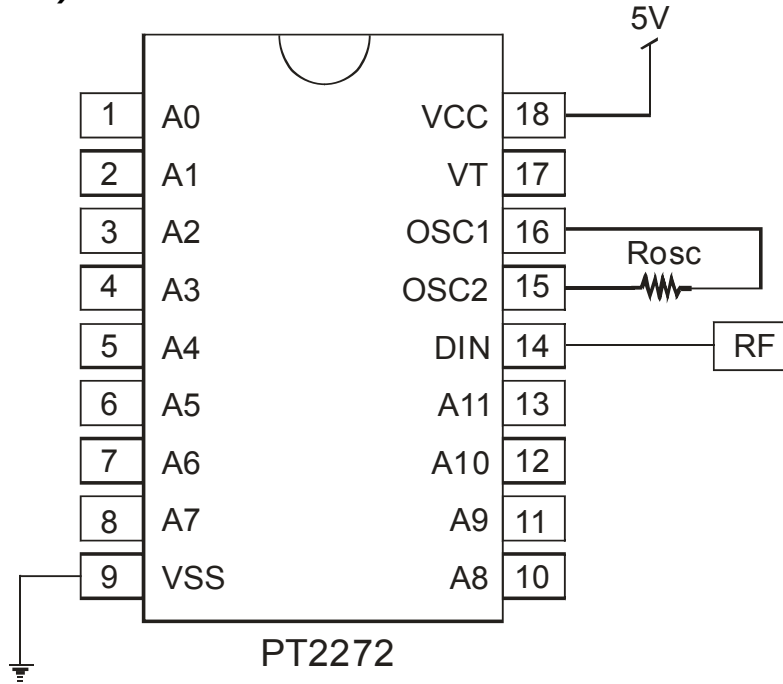 5V
1 A0 VCC 18
2 A1 VT 17
3 A2 OSC1 16
Rosc
4 A3 OSC2 15
5 A4 DIN 14 RF
6 A5 A11 13
7 A6 A10 12
8 A7 A9 11
9 VSS A8 10
PT2272